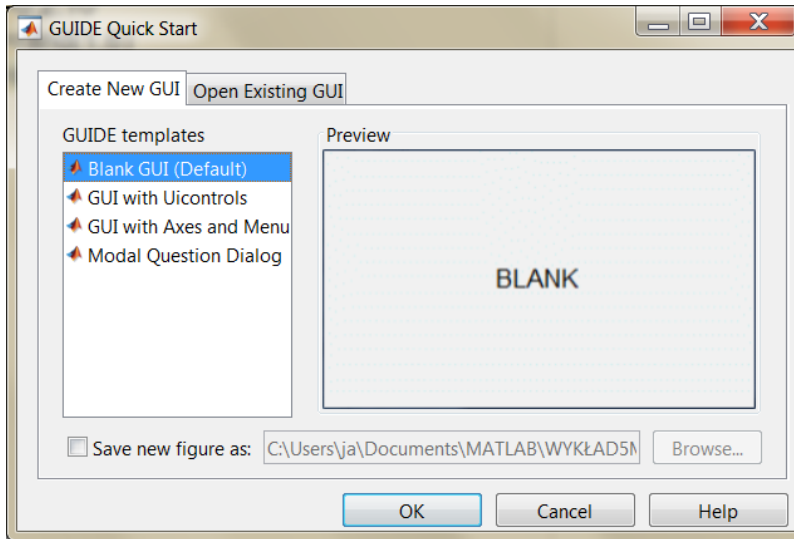 GUIDE Quick Start
Create New GUI Open Existing GUI
GUIDE templates
Preview
Blank GUI (Default)
GUI with Uicontrols
GUI with Axes and Menu
Modal Question Dialog
BLANK
Save new figure as: C:\Users\ja\Documents\MATLAB\WYKŁAD5M Browse...
OK Cancel Help